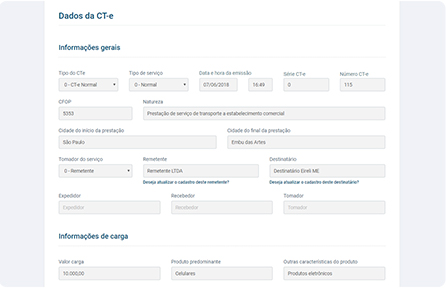 Dados da CT-e
Informações gerais
Tipo do CTe Tipo de serviço Data e hora da emissão Série CT-e Número CT-e
0 - CT-e Normal 0 - Normal 07/06/2018 16:49 0 115
CFOP Natureza
5353 Prestação de serviço de transporte a estabelecimento comercial
Cidade do início da prestação Cidade do final da prestação
São Paulo Embu das Artes
Tomador do serviço Remetente Destinatário
0 - Remetente Remetente LTDA Destinatário Eireli ME
Deseja atualizar o cadastro deste remetente? Deseja atualizar o cadastro deste destinatário?
Expedidor Recebedor Tomador
Expedidor Recebedor Tomador
Informações de carga
Valor carga Produto predominante Outras características do produto
10.000,00 Celulares Produtos eletrônicos